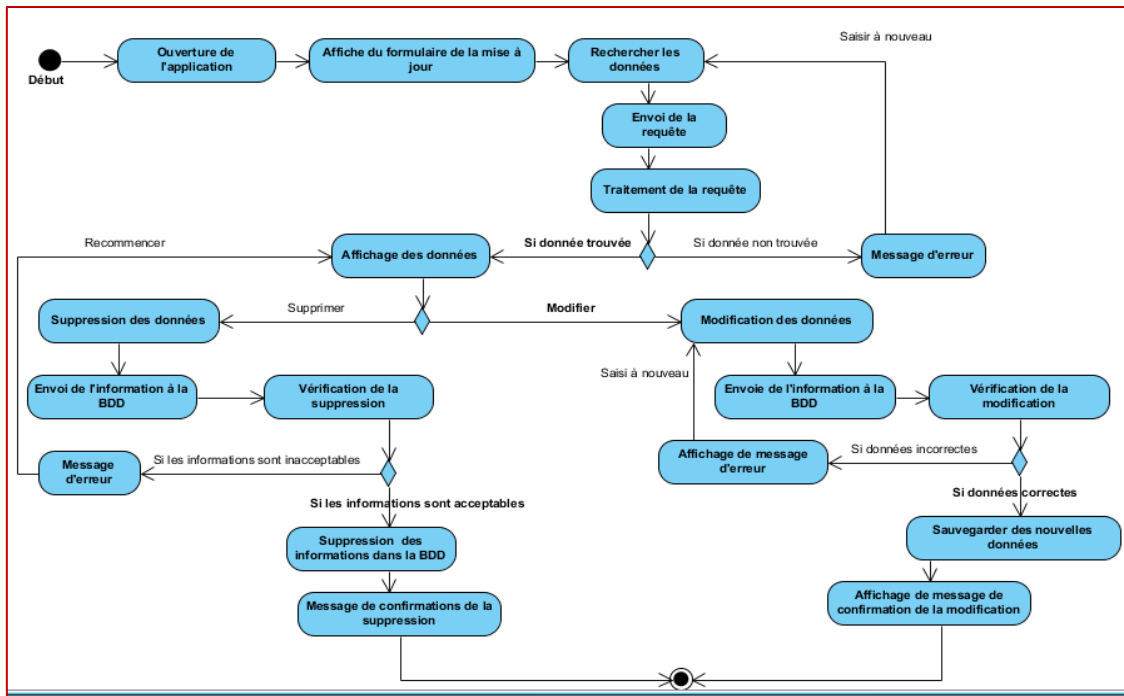 Saisir à nouveau
Ouverture de
l'application
Affiche du formulaire de la mise à
jour
Rechercher les
données
Début
Envoi de la
requête
Traitement de la requête
Recommencer
Si donnée trouvée
Si donnée non trouvée
Affichage des données
Message d'erreur
Supprimer
Modifier
Suppression des données
Modification des données
Saisi à nouveau
Envoi de l'information à la
BDD
Vérification de la
suppression
Envoie de l'information à la
BDD
Vérification de la
modification
Message
d'erreur
Si les informations sont inacceptables
Affichage de message
d'erreur
Si données incorrectes
Si les informations sont acceptables
Si données correctes
Suppression des
informations dans la BDD
Sauvegarder des nouvelles
données
Message de confirmations de la
suppression
Affichage de message de
confirmation de la modification